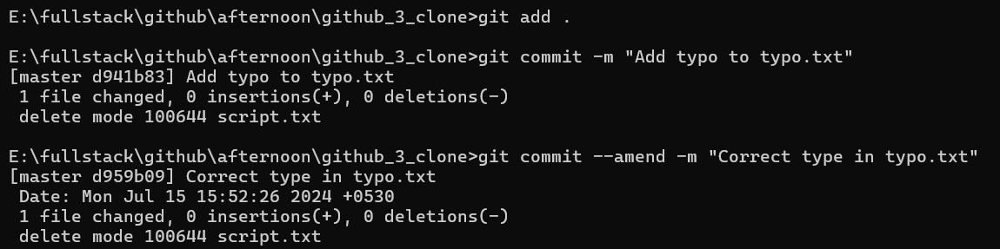 E:\fullstack\github\afternoon\github_3_clone>git add .
E:\fullstack\github\afternoon\github_3_clone>git commit -m "Add typo to typo.txt"
[master d941b83] Add typo to typo.txt
 1 file changed, 0 insertions(+), 0 deletions(-)
 delete mode 100644 script.txt
E:\fullstack\github\afternoon\github_3_clone>git commit --amend -m "Correct type in typo.txt"
[master d959b09] Correct type in typo.txt
 Date: Mon Jul 15 15:52:26 2024 +0530
 1 file changed, 0 insertions(+), 0 deletions(-)
 delete mode 100644 script.txt